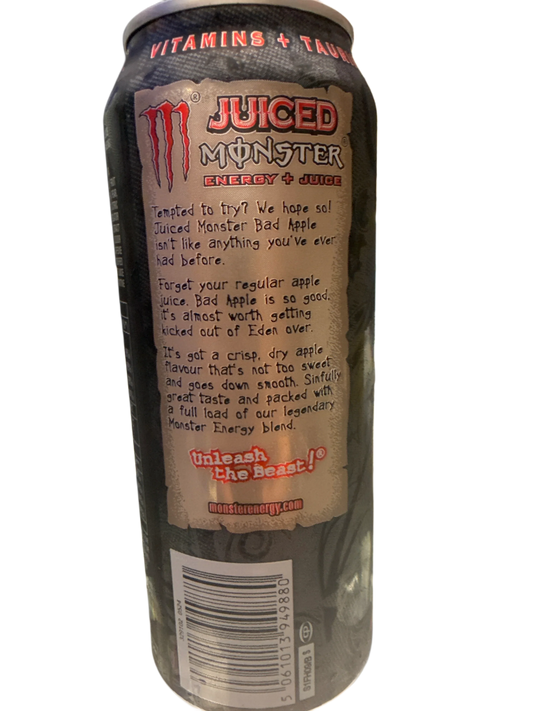 VITAMINS + TAUR
®
JUICED
MONSTER
ENERGY + JUICE
Tempted to try? We hope so!
Juiced Monster Bad Apple
isn't like anything you've ever
had before.
Forget your regular apple
juice. Bad Apple is so good,
it's almost worth getting
kicked out of Eden over.
It's got a crisp, dry apple
flavour that's not too sweet
and goes down smooth. Sinfully
great taste and packed with
a full load of our legendary
Monster Energy blend.
Unleash
the Beast!®
monsterenergy.com
5 061013 949880